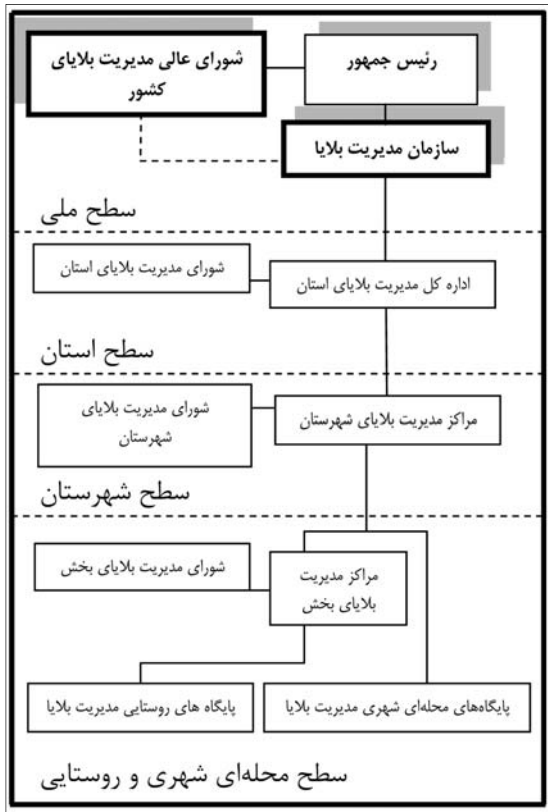 رئیس جمهور
شورای عالی مدیریت بلایای
کشور
سازمان مدیریت بلایا
سطح ملی
شورای مدیریت بلایای استان
اداره کل مدیریت بلایای استان
سطح استان
مراکز مدیریت بلایای شهرستان
شورای مدیریت بلایای
شهرستان
سطح شهرستان
شورای مدیریت بلایای بخش
مراکز مدیریت
بلایای بخش
پایگاه‌های محله‌ای شهری مدیریت بلایا
پایگاه های روستایی مدیریت بلایا
سطح محله‌ای شهری و روستایی